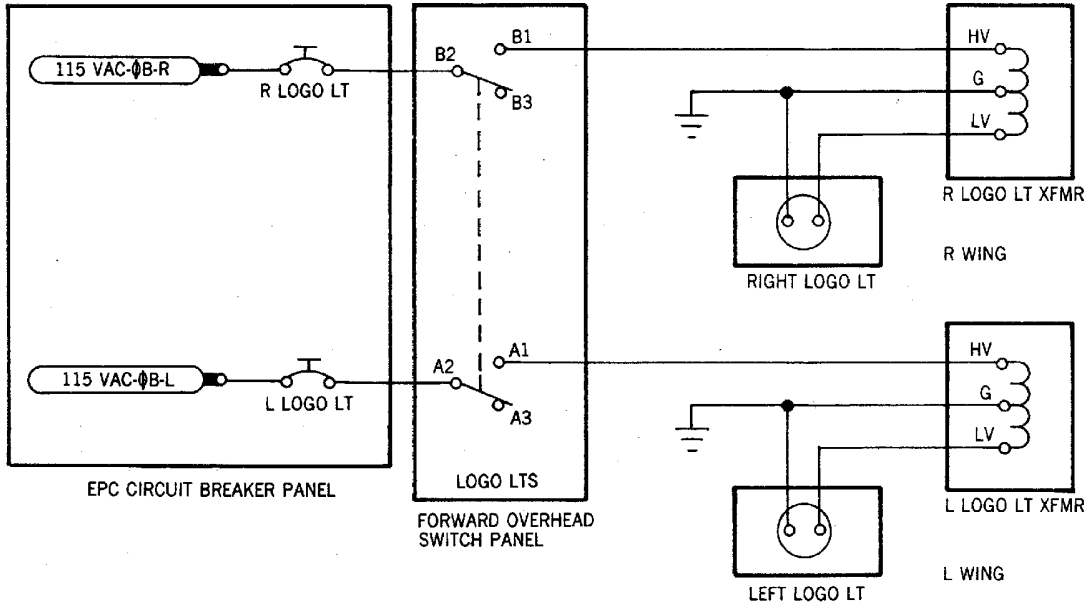 115 VAC-ϕB-R
R LOGO LT
B2
B1
B3
HV
G
LV
R LOGO LT XFMR
RIGHT LOGO LT
R WING
115 VAC-ϕB-L
L LOGO LT
A2
A1
A3
HV
G
LV
L LOGO LT XFMR
LEFT LOGO LT
L WING
LOGO LTS
EPC CIRCUIT BREAKER PANEL
FORWARD OVERHEAD
SWITCH PANEL